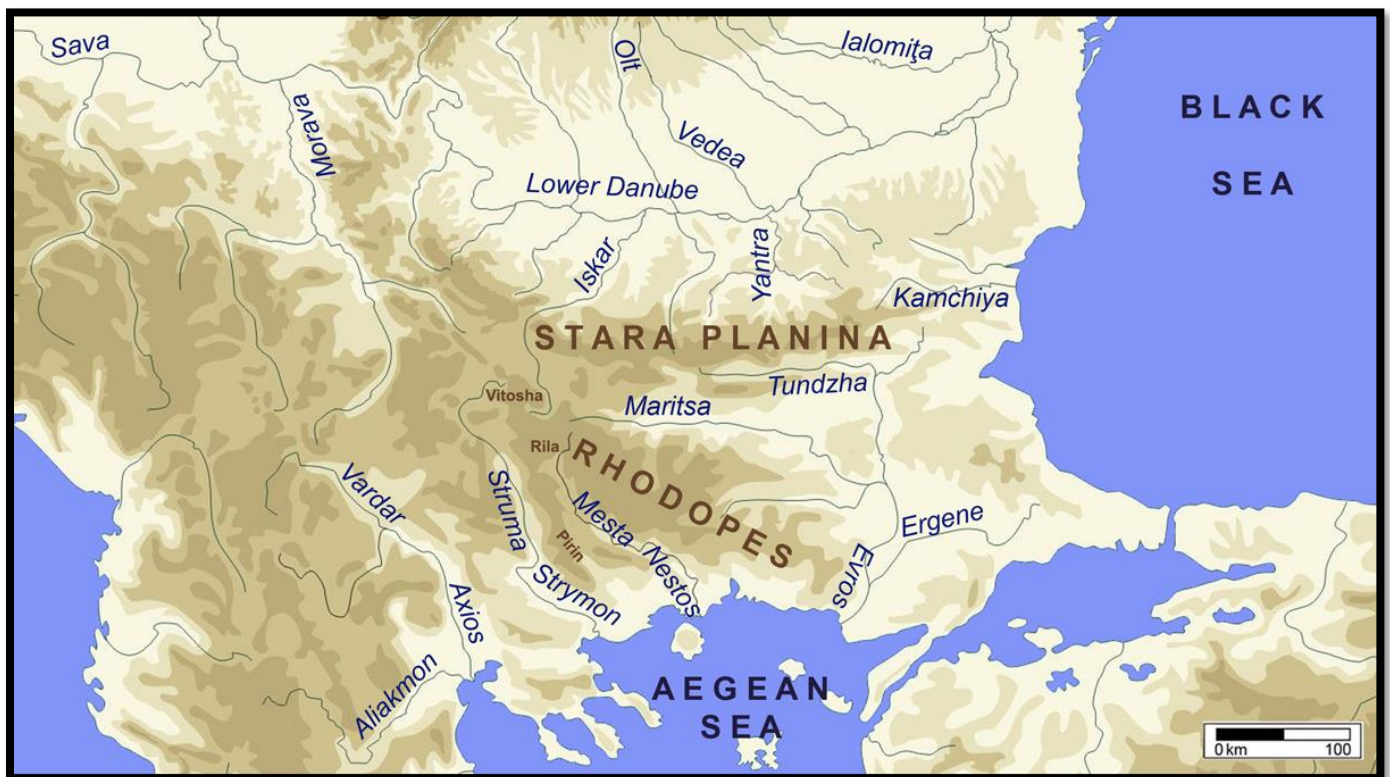 Sava
Olt
Ialomiţa
BLACK
SEA
Morava
Vedea
Lower Danube
Iskar
Yantra
Kamchiya
STARA PLANINA
Tundzha
Vitosha
Maritsa
Rila
RHODOPES
Vardar
Struma
Mesta
Pirin
Ergene
Evros
Nestos
Strymon
Axios
Aliakmon
AEGEAN
SEA
0 km 100